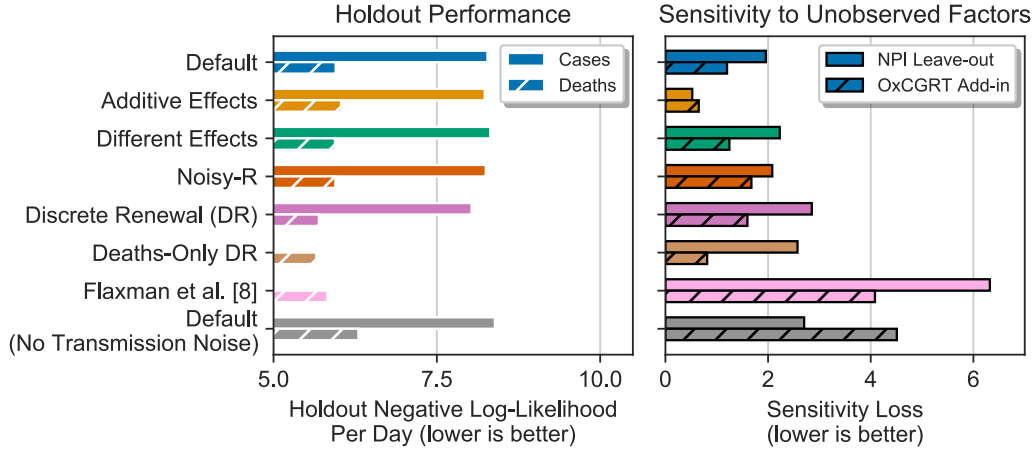 Holdout Performance
Sensitivity to Unobserved Factors
Default
Additive Effects
Different Effects
Noisy-R
Discrete Renewal (DR)
Deaths-Only DR
Flaxman et al. [8]
Default
(No Transmission Noise)
Cases
Deaths
NPI Leave-out
OxCGRT Add-in
5.0 7.5 10.0
0 2 4 6
Holdout Negative Log-Likelihood
Per Day (lower is better)
Sensitivity Loss
(lower is better)